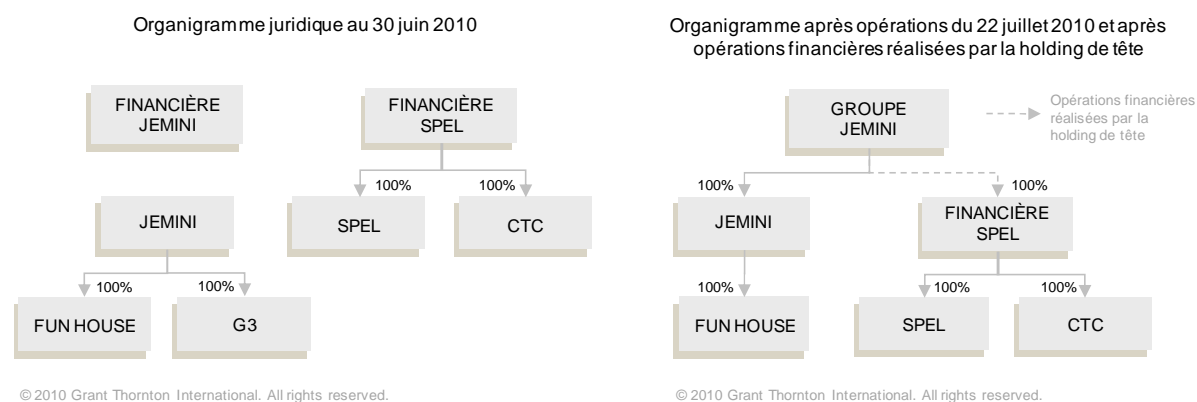 Organigramme juridique au 30 juin 2010
FINANCIÈRE
JEMINI
FINANCIÈRE
SPEL
100%
100%
JEMINI
SPEL
CTC
100%
100%
FUN HOUSE
G3
© 2010 Grant Thornton International. All rights reserved.
Organigramme après opérations du 22 juillet 2010 et après
opérations financières réalisées par la holding de tête
GROUPE
JEMINI
Opérations financières
réalisées par la
holding de tête
100%
100%
JEMINI
FINANCIÈRE
SPEL
100%
100%
100%
FUN HOUSE
SPEL
CTC
© 2010 Grant Thornton International. All rights reserved.